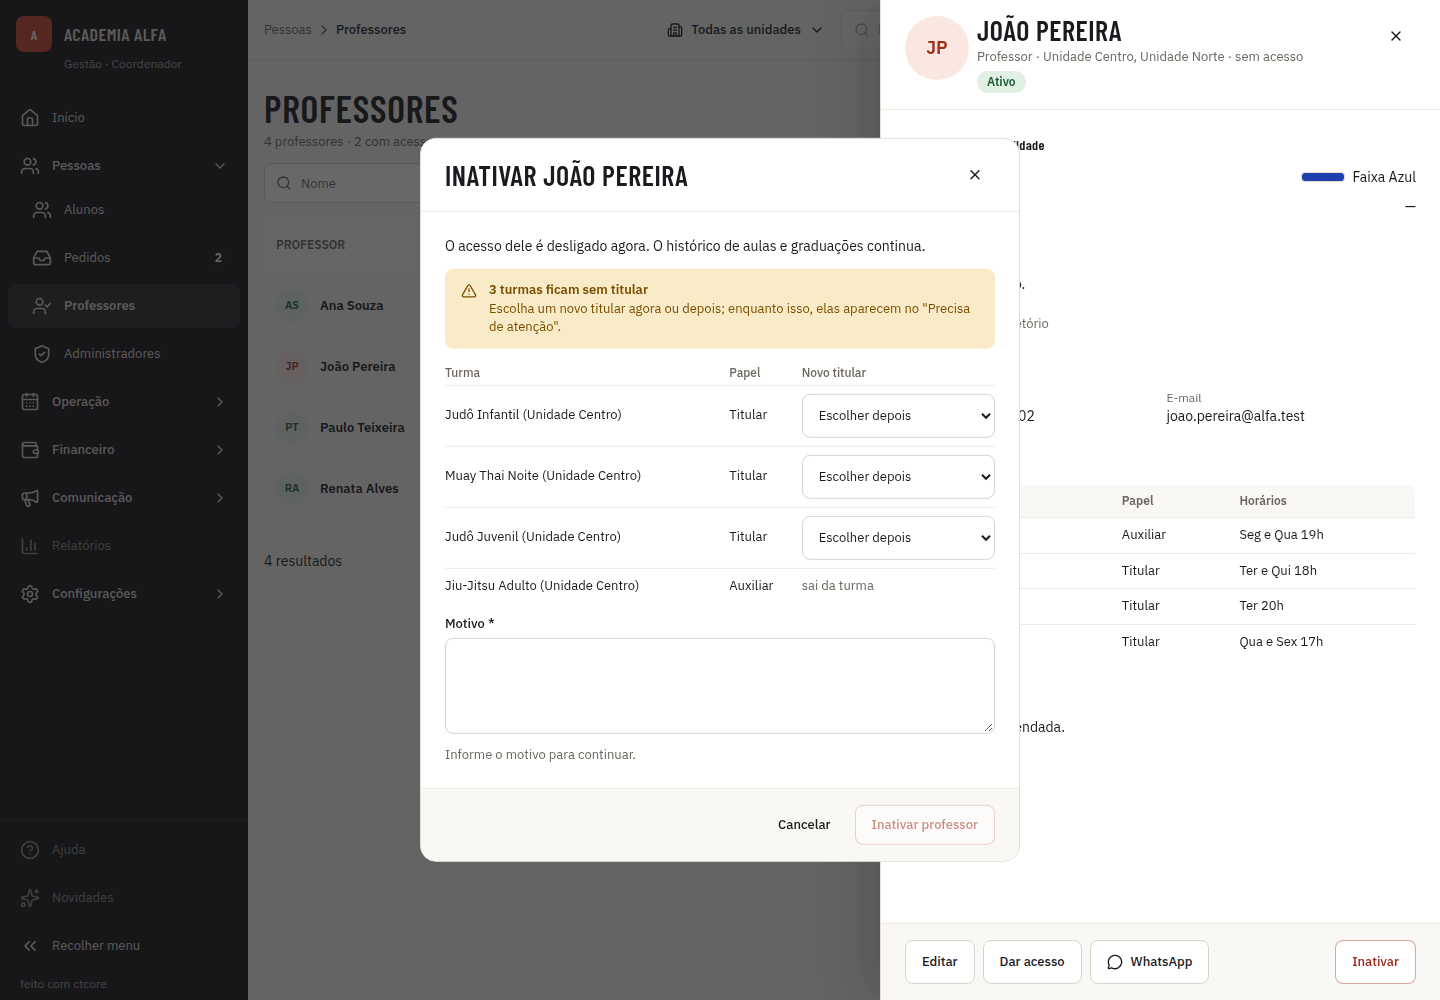 A
ACADEMIA ALFA
Gestão · Coordenador
Início
Pessoas
Alunos
Pedidos 2
Professores
Administradores
Operação
Financeiro
Comunicação
Relatórios
Configurações
Ajuda
Novidades
Recolher menu
feito com ctcore
Pessoas
Professores
Todas as unidades
PROFESSORES
4 professores · 2 com acess
Nome
PROFESSOR
AS Ana Souza
JP João Pereira
PT Paulo Teixeira
RA Renata Alves
4 resultados
INATIVAR JOÃO PEREIRA
O acesso dele é desligado agora. O histórico de aulas e graduações continua.
3 turmas ficam sem titular
Escolha um novo titular agora ou depois; enquanto isso, elas aparecem no "Precisa
de atenção".
Turma Papel Novo titular
Judô Infantil (Unidade Centro) Titular Escolher depois
Muay Thai Noite (Unidade Centro) Titular Escolher depois
Judô Juvenil (Unidade Centro) Titular Escolher depois
Jiu-Jitsu Adulto (Unidade Centro) Auxiliar sai da turma
Motivo *
Informe o motivo para continuar.
Cancelar
Inativar professor
JP
JOÃO PEREIRA
Professor · Unidade Centro, Unidade Norte · sem acesso
Ativo
Faixa Azul
—
E-mail
02 joao.pereira@alfa.test
Papel Horários
Auxiliar Seg e Qua 19h
Titular Ter e Qui 18h
Titular Ter 20h
Titular Qua e Sex 17h
Editar
Dar acesso
WhatsApp
Inativar